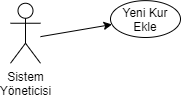 Yeni Kur
Ekle
Sistem
Yöneticisi